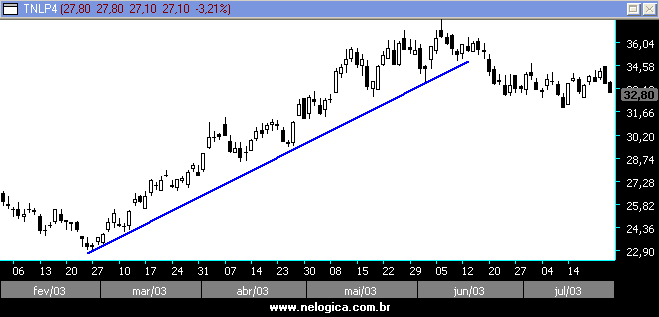 TNLP4 (27,80 27,80 27,10 27,10 -3,21%)
36,04
34,58
32,80
31,66
30,20
28,74
27,28
25,82
24,36
22,90
06 13 20 27 10 18 24 31 07 14 23 30 08 15 22 29 05 12 20 27 04 14
fev/03 mar/03 abr/03 mai/03 jun/03 jul/03
www.nelogica.com.br